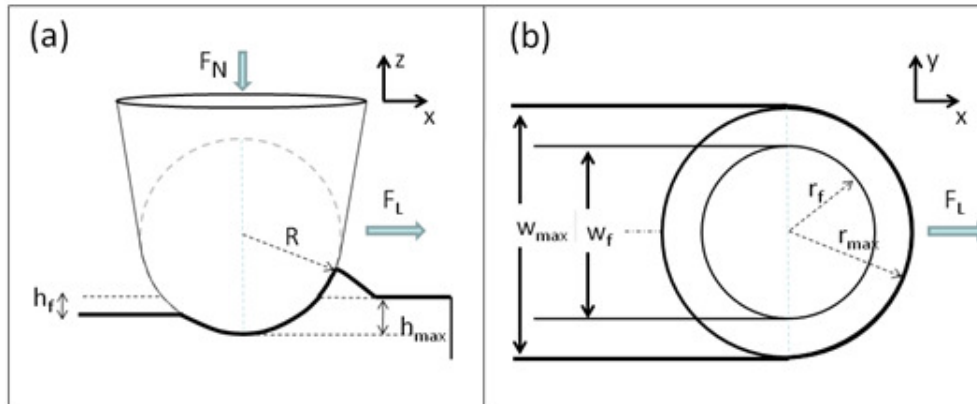 (a)
F_N
z
x
F_L
R
h_f
h_max
(b)
y
x
r_f
F_L
w_max
w_f
r_max